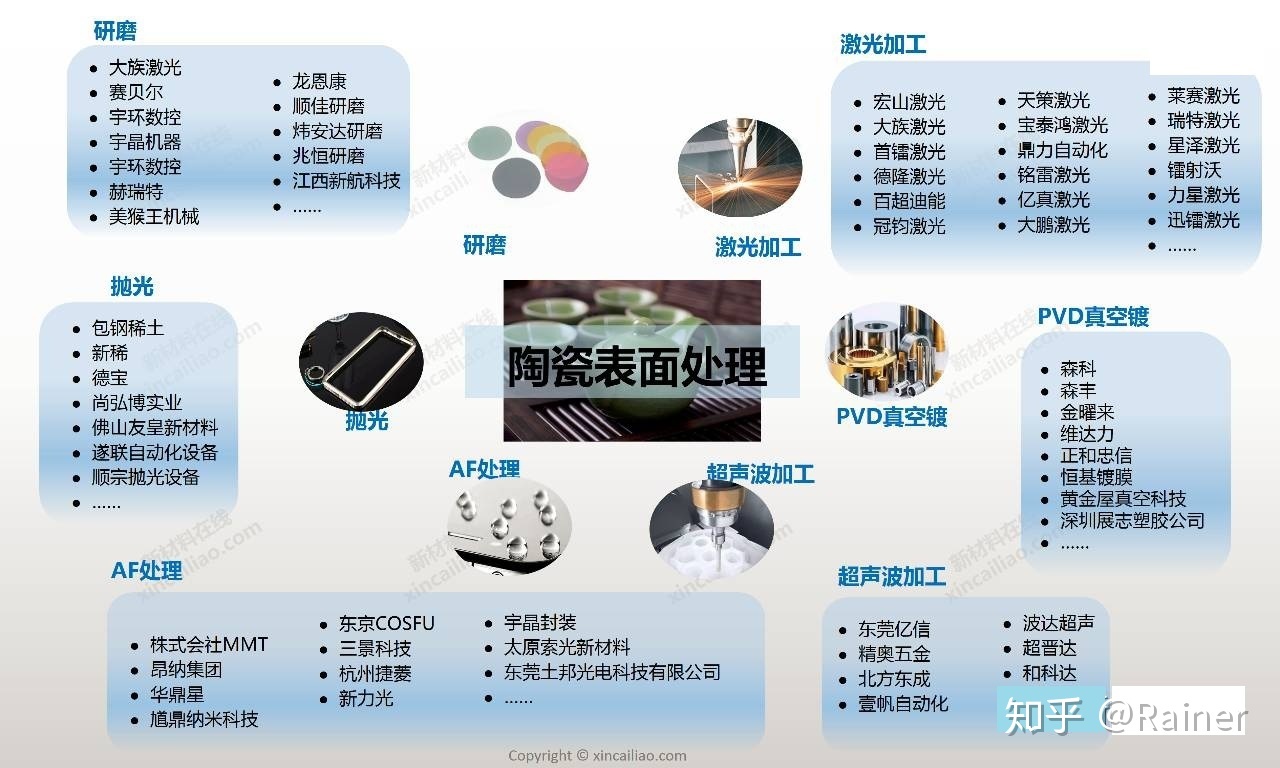 研磨
大族激光
赛贝尔
宇环数控
宇晶机器
宇环数控
赫瑞特
美猴王机械
龙恩康
顺佳研磨
炜安达研磨
兆恒研磨
江西新航科技
……
激光加工
宏山激光
大族激光
首镭激光
德隆激光
百超迪能
冠钧激光
天策激光
宝泰鸿激光
鼎力自动化
铭雷激光
亿真激光
大鹏激光
莱赛激光
瑞特激光
星泽激光
镭射沃
力星激光
迅镭激光
……
研磨
激光加工
抛光
包钢稀土
新稀
德宝
尚弘博实业
佛山友皇新材料
遂联自动化设备
顺宗抛光设备
……
抛光
陶瓷表面处理
PVD真空镀
PVD真空镀
森科
森丰
金曜来
维达力
正和忠信
恒基镀膜
黄金屋真空科技
深圳展志塑胶公司
……
AF处理
超声波加工
AF处理
株式会社MMT
昂纳集团
华鼎星
馗鼎纳米科技
东京COSFU
三景科技
杭州捷菱
新力光
宇晶封装
太原索光新材料
东莞土邦光电科技有限公司
……
超声波加工
东莞亿信
精奥五金
北方东成
壹帆自动化
波达超声
超晋达
和科达
知乎 @Rainer
Copyright © xincailiao.com
新材料在线
xincailiao.com